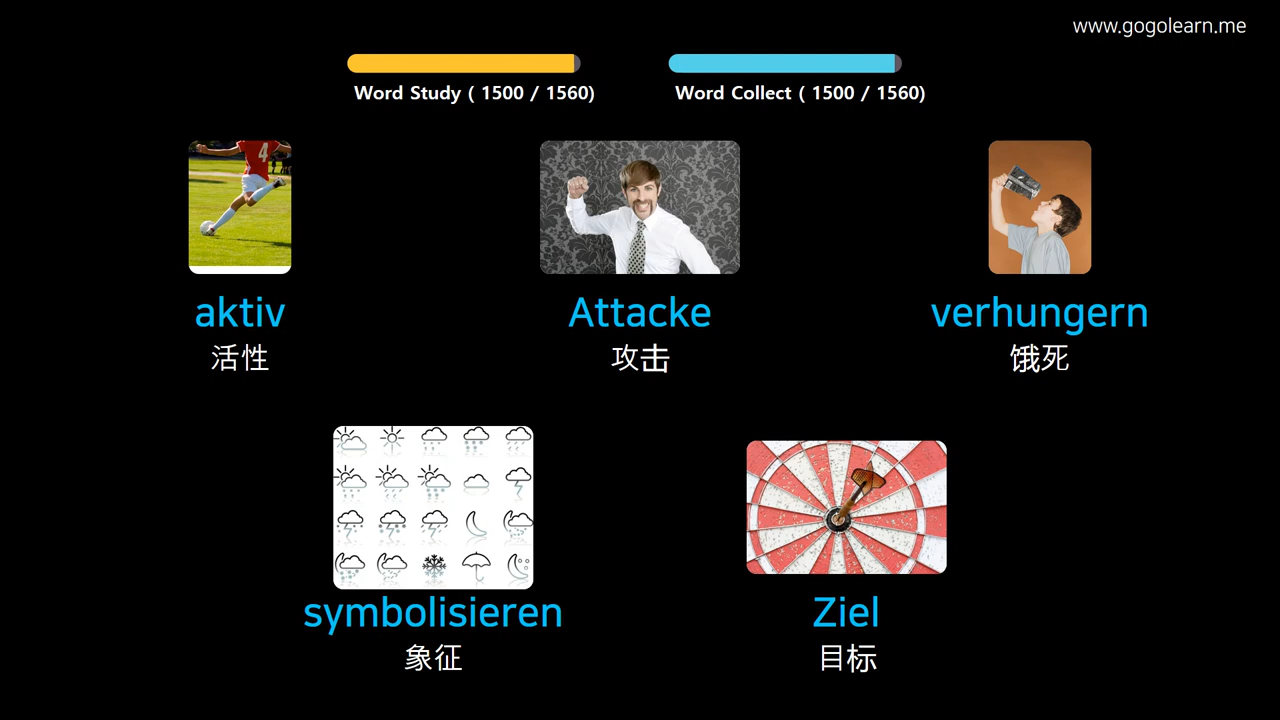 www.gogolearn.me
Word Study ( 1500 / 1560)
Word Collect ( 1500 / 1560)
4
aktiv
活性
Attacke
攻击
verhungern
饿死
symbolisieren
象征
Ziel
目标